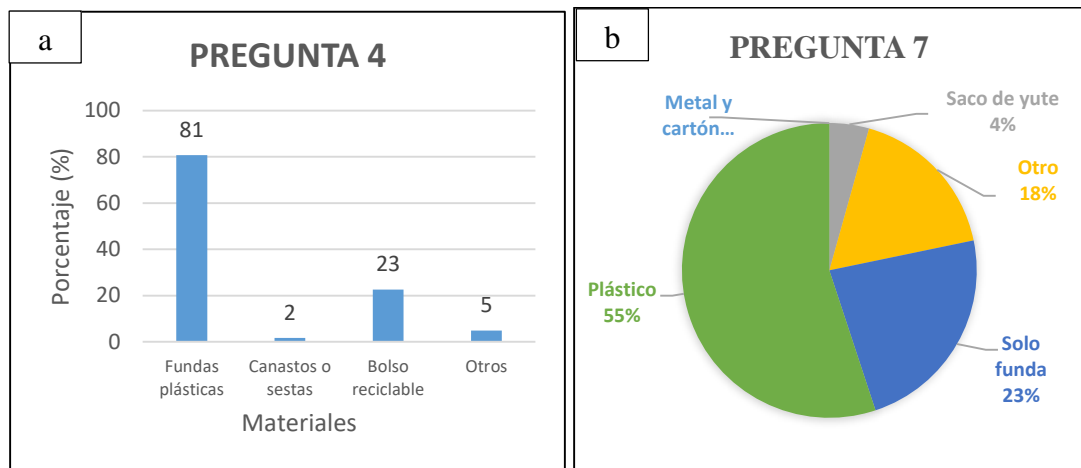 a
PREGUNTA 4
Porcentaje (%)
100
80
60
40
20
0
81
2
23
5
Fundas
plásticas
Canastos o
sestas
Bolso
reciclable
Otros
Materiales
b
PREGUNTA 7
Metal y
cartón...
Saco de yute
4%
Otro
18%
Plástico
55%
Solo
funda
23%